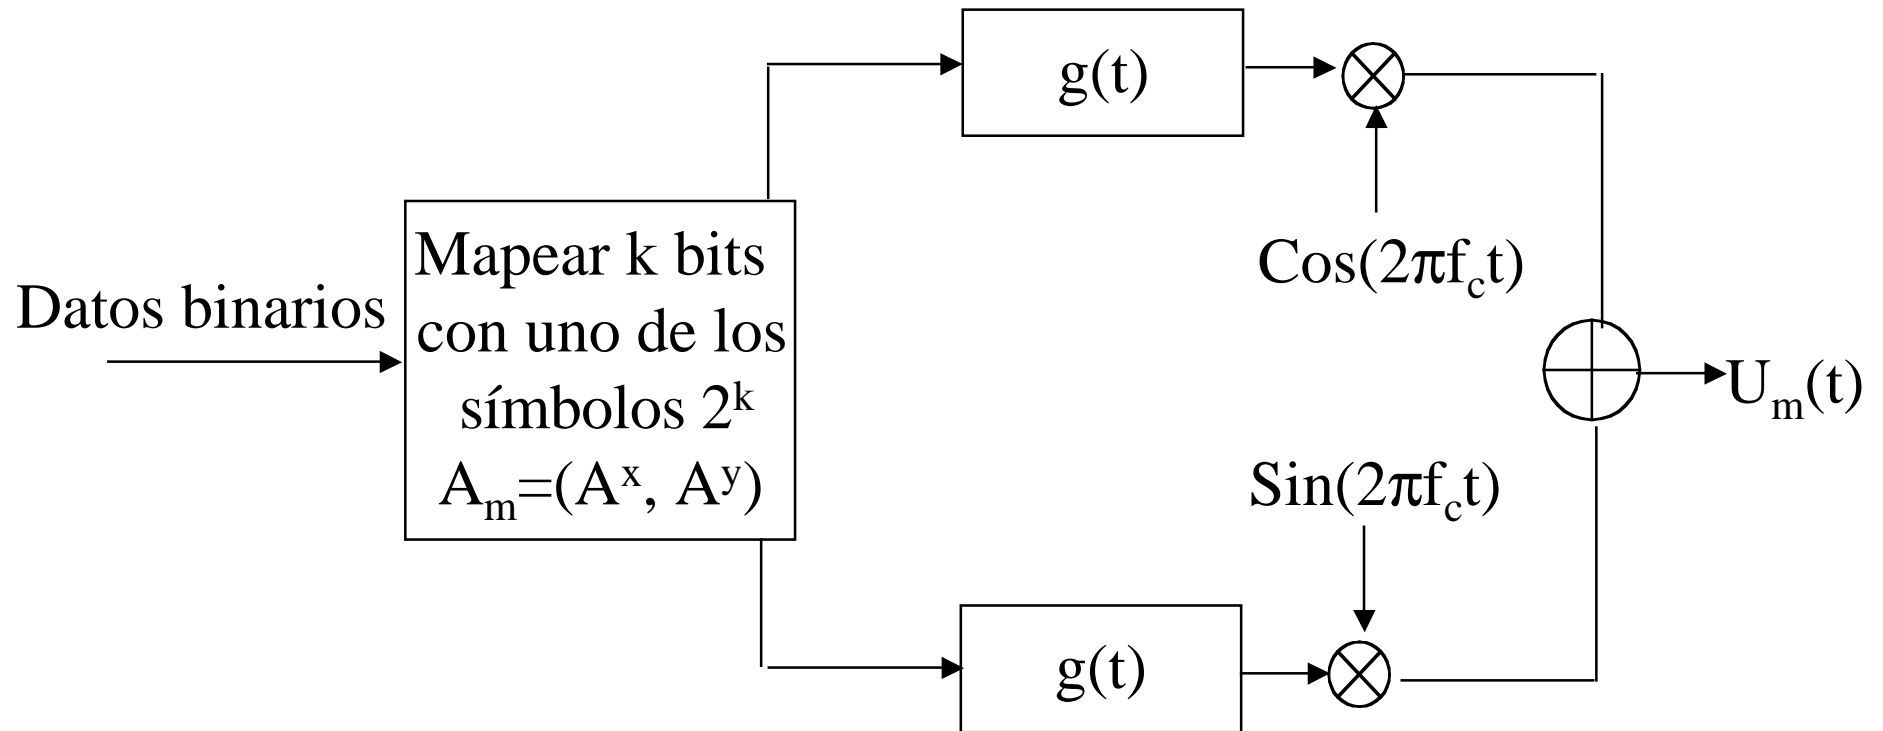 g(t)
Cos(2πf_ct)
Datos binarios
Mapear k bits
con uno de los
símbolos 2^k
A_m=(A^x, A^y)
U_m(t)
Sin(2πf_ct)
g(t)